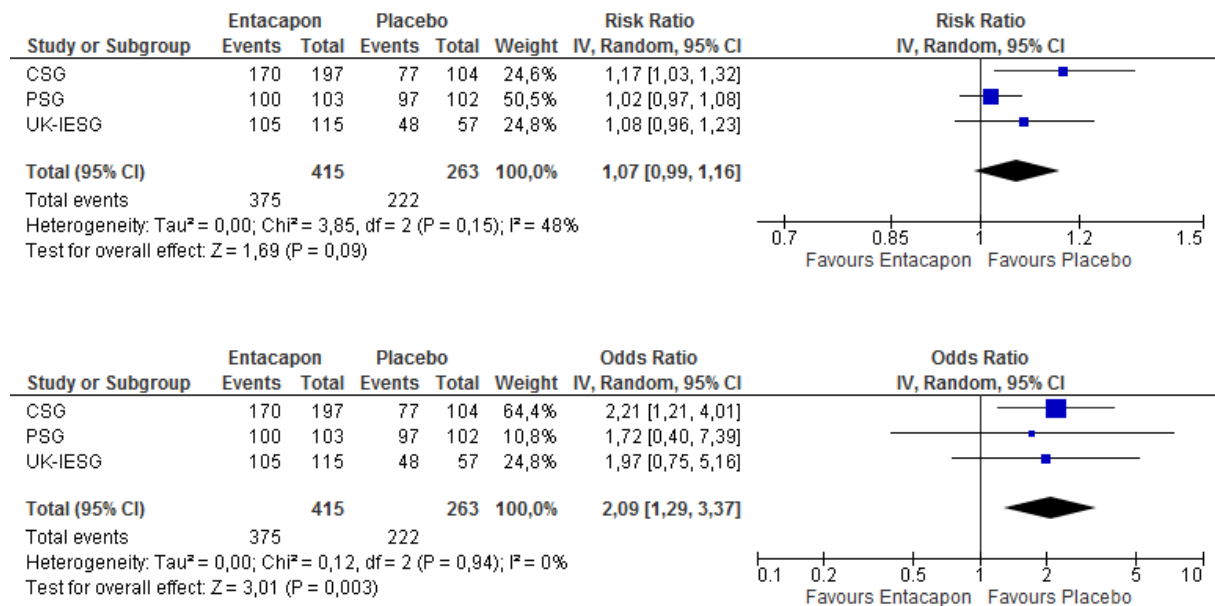 Entacapon Placebo Risk Ratio Risk Ratio
Study or Subgroup Events Total Events Total Weight IV, Random, 95% CI IV, Random, 95% CI
CSG 170 197 77 104 24,6% 1,17 [1,03, 1,32]
PSG 100 103 97 102 50,5% 1,02 [0,97, 1,08]
UK-IESG 105 115 48 57 24,8% 1,08 [0,96, 1,23]
Total (95% CI) 415 263 100,0% 1,07 [0,99, 1,16]
Total events 375 222
Heterogeneity: Tau² = 0,00; Chi² = 3,85, df = 2 (P = 0,15); I² = 48%
Test for overall effect: Z = 1,69 (P = 0,09)
0.7 0.85 1 1.2 1.5
Favours Entacapon Favours Placebo
Entacapon Placebo Odds Ratio Odds Ratio
Study or Subgroup Events Total Events Total Weight IV, Random, 95% CI IV, Random, 95% CI
CSG 170 197 77 104 64,4% 2,21 [1,21, 4,01]
PSG 100 103 97 102 10,8% 1,72 [0,40, 7,39]
UK-IESG 105 115 48 57 24,8% 1,97 [0,75, 5,16]
Total (95% CI) 415 263 100,0% 2,09 [1,29, 3,37]
Total events 375 222
Heterogeneity: Tau² = 0,00; Chi² = 0,12, df = 2 (P = 0,94); I² = 0%
Test for overall effect: Z = 3,01 (P = 0,003)
0.1 0.2 0.5 1 2 5 10
Favours Entacapon Favours Placebo